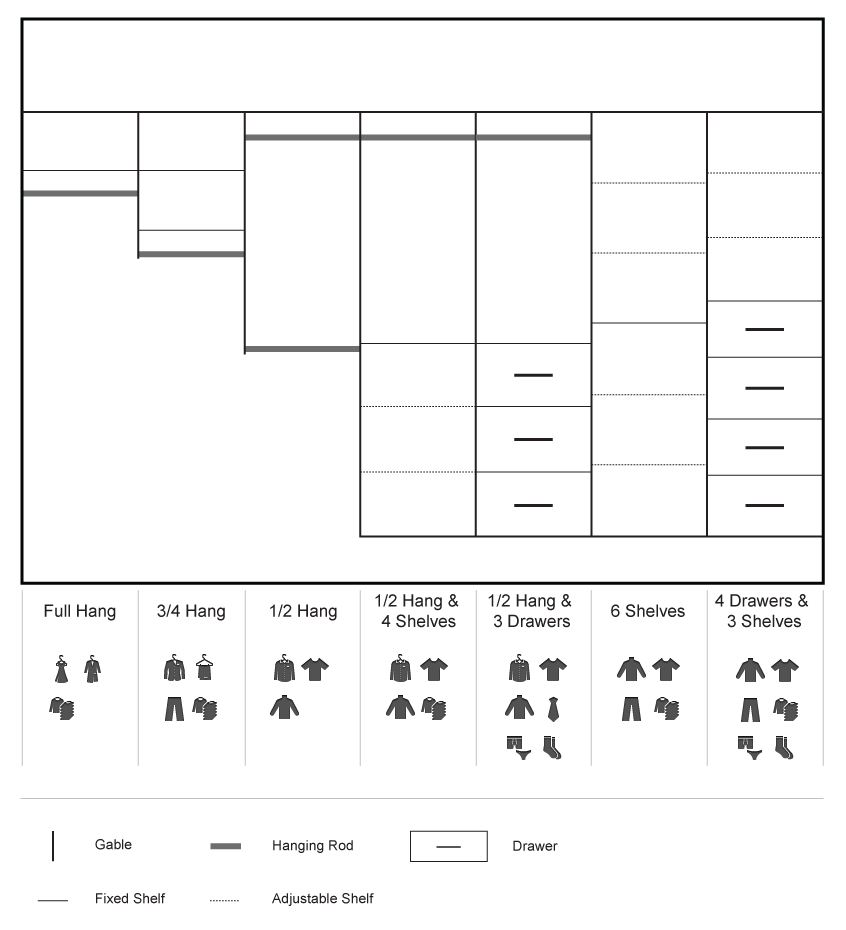 Full Hang
3/4 Hang
1/2 Hang
1/2 Hang &
4 Shelves
1/2 Hang &
3 Drawers
6 Shelves
4 Drawers &
3 Shelves
Gable
Hanging Rod
Drawer
Fixed Shelf
Adjustable Shelf